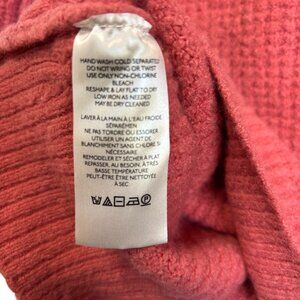 HAND WASH COLD SEPARATELY
DO NOT WRING OR TWIST
USE ONLY NON-CHLORINE
BLEACH
RESHAPE & LAY FLAT TO DRY
LOW IRON AS NEEDED
MAY BE DRY CLEANED
LAVER À LA MAIN À L'EAU FROIDE
SÉPARÉMEN
NE PAS TORDRE OU ESSORER
UTILISER UN AGENT DE
BLANCHIMENT SANS CHLORE SI
NÉCESSAIRE
REMODELER ET SÉCHER À PLAT
REPASSER, AU BESOIN, À TRÈS
BASSE TEMPÉRATURE
PEUT-ÊTRE ÊTRE NETTOYÉE
À SEC